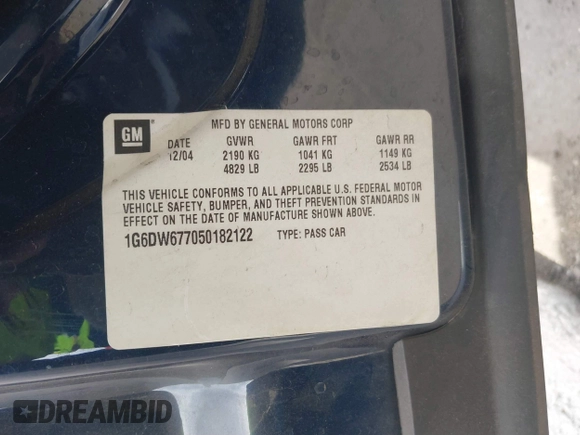 GM
MFD BY GENERAL MOTORS CORP
DATE GVWR GAWR FRT GAWR RR
12/04 2190 KG 1041 KG 1149 KG
4829 LB 2295 LB 2534 LB
THIS VEHICLE CONFORMS TO ALL APPLICABLE U.S. FEDERAL MOTOR
VEHICLE SAFETY, BUMPER, AND THEFT PREVENTION STANDARDS IN
EFFECT ON THE DATE OF MANUFACTURE SHOWN ABOVE.
1G6DW677050182122 TYPE: PASS CAR
DREAMBID